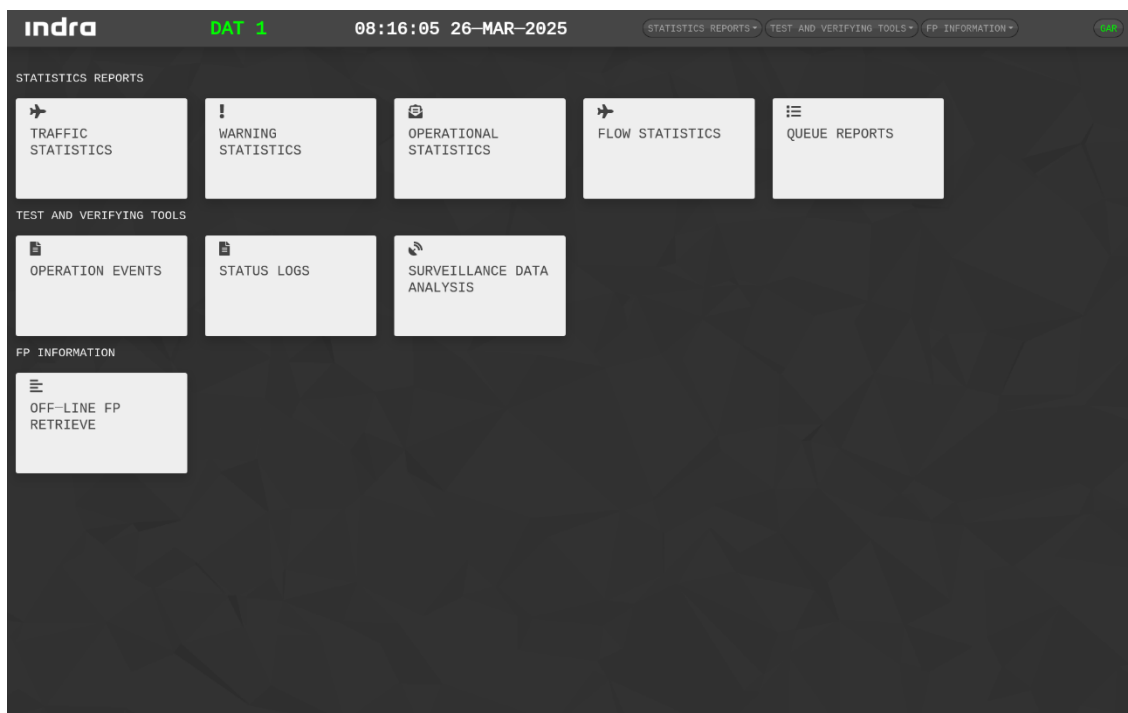 indra DAT 1 08:16:05 26—MAR—2025 STATISTICS REPORTS TEST AND VERIFYING TOOLS FP INFORMATION GAR
STATISTICS REPORTS
TRAFFIC
STATISTICS
WARNING
STATISTICS
OPERATIONAL
STATISTICS
FLOW STATISTICS
QUEUE REPORTS
TEST AND VERIFYING TOOLS
OPERATION EVENTS
STATUS LOGS
SURVEILLANCE DATA
ANALYSIS
FP INFORMATION
OFF—LINE FP
RETRIEVE